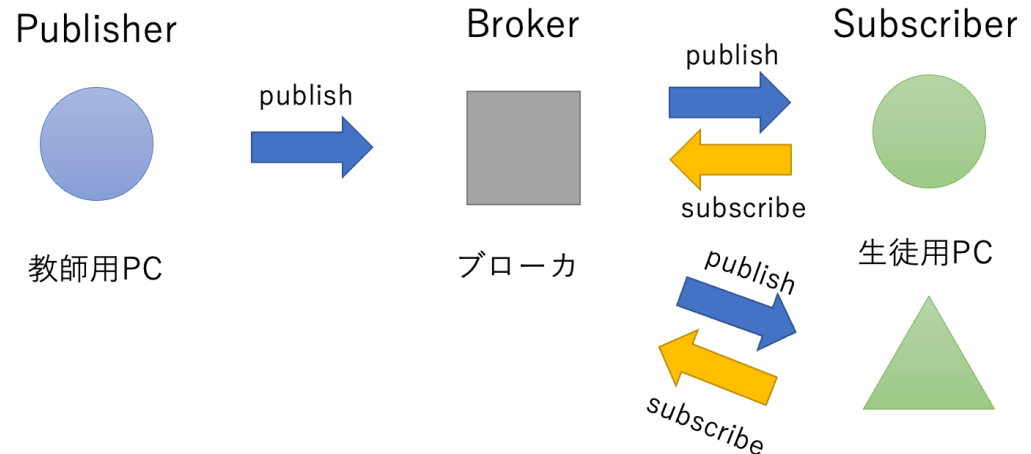 Publisher
Broker
Subscriber
publish
publish
subscribe
教師用PC
ブローカ
生徒用PC
publish
subscribe